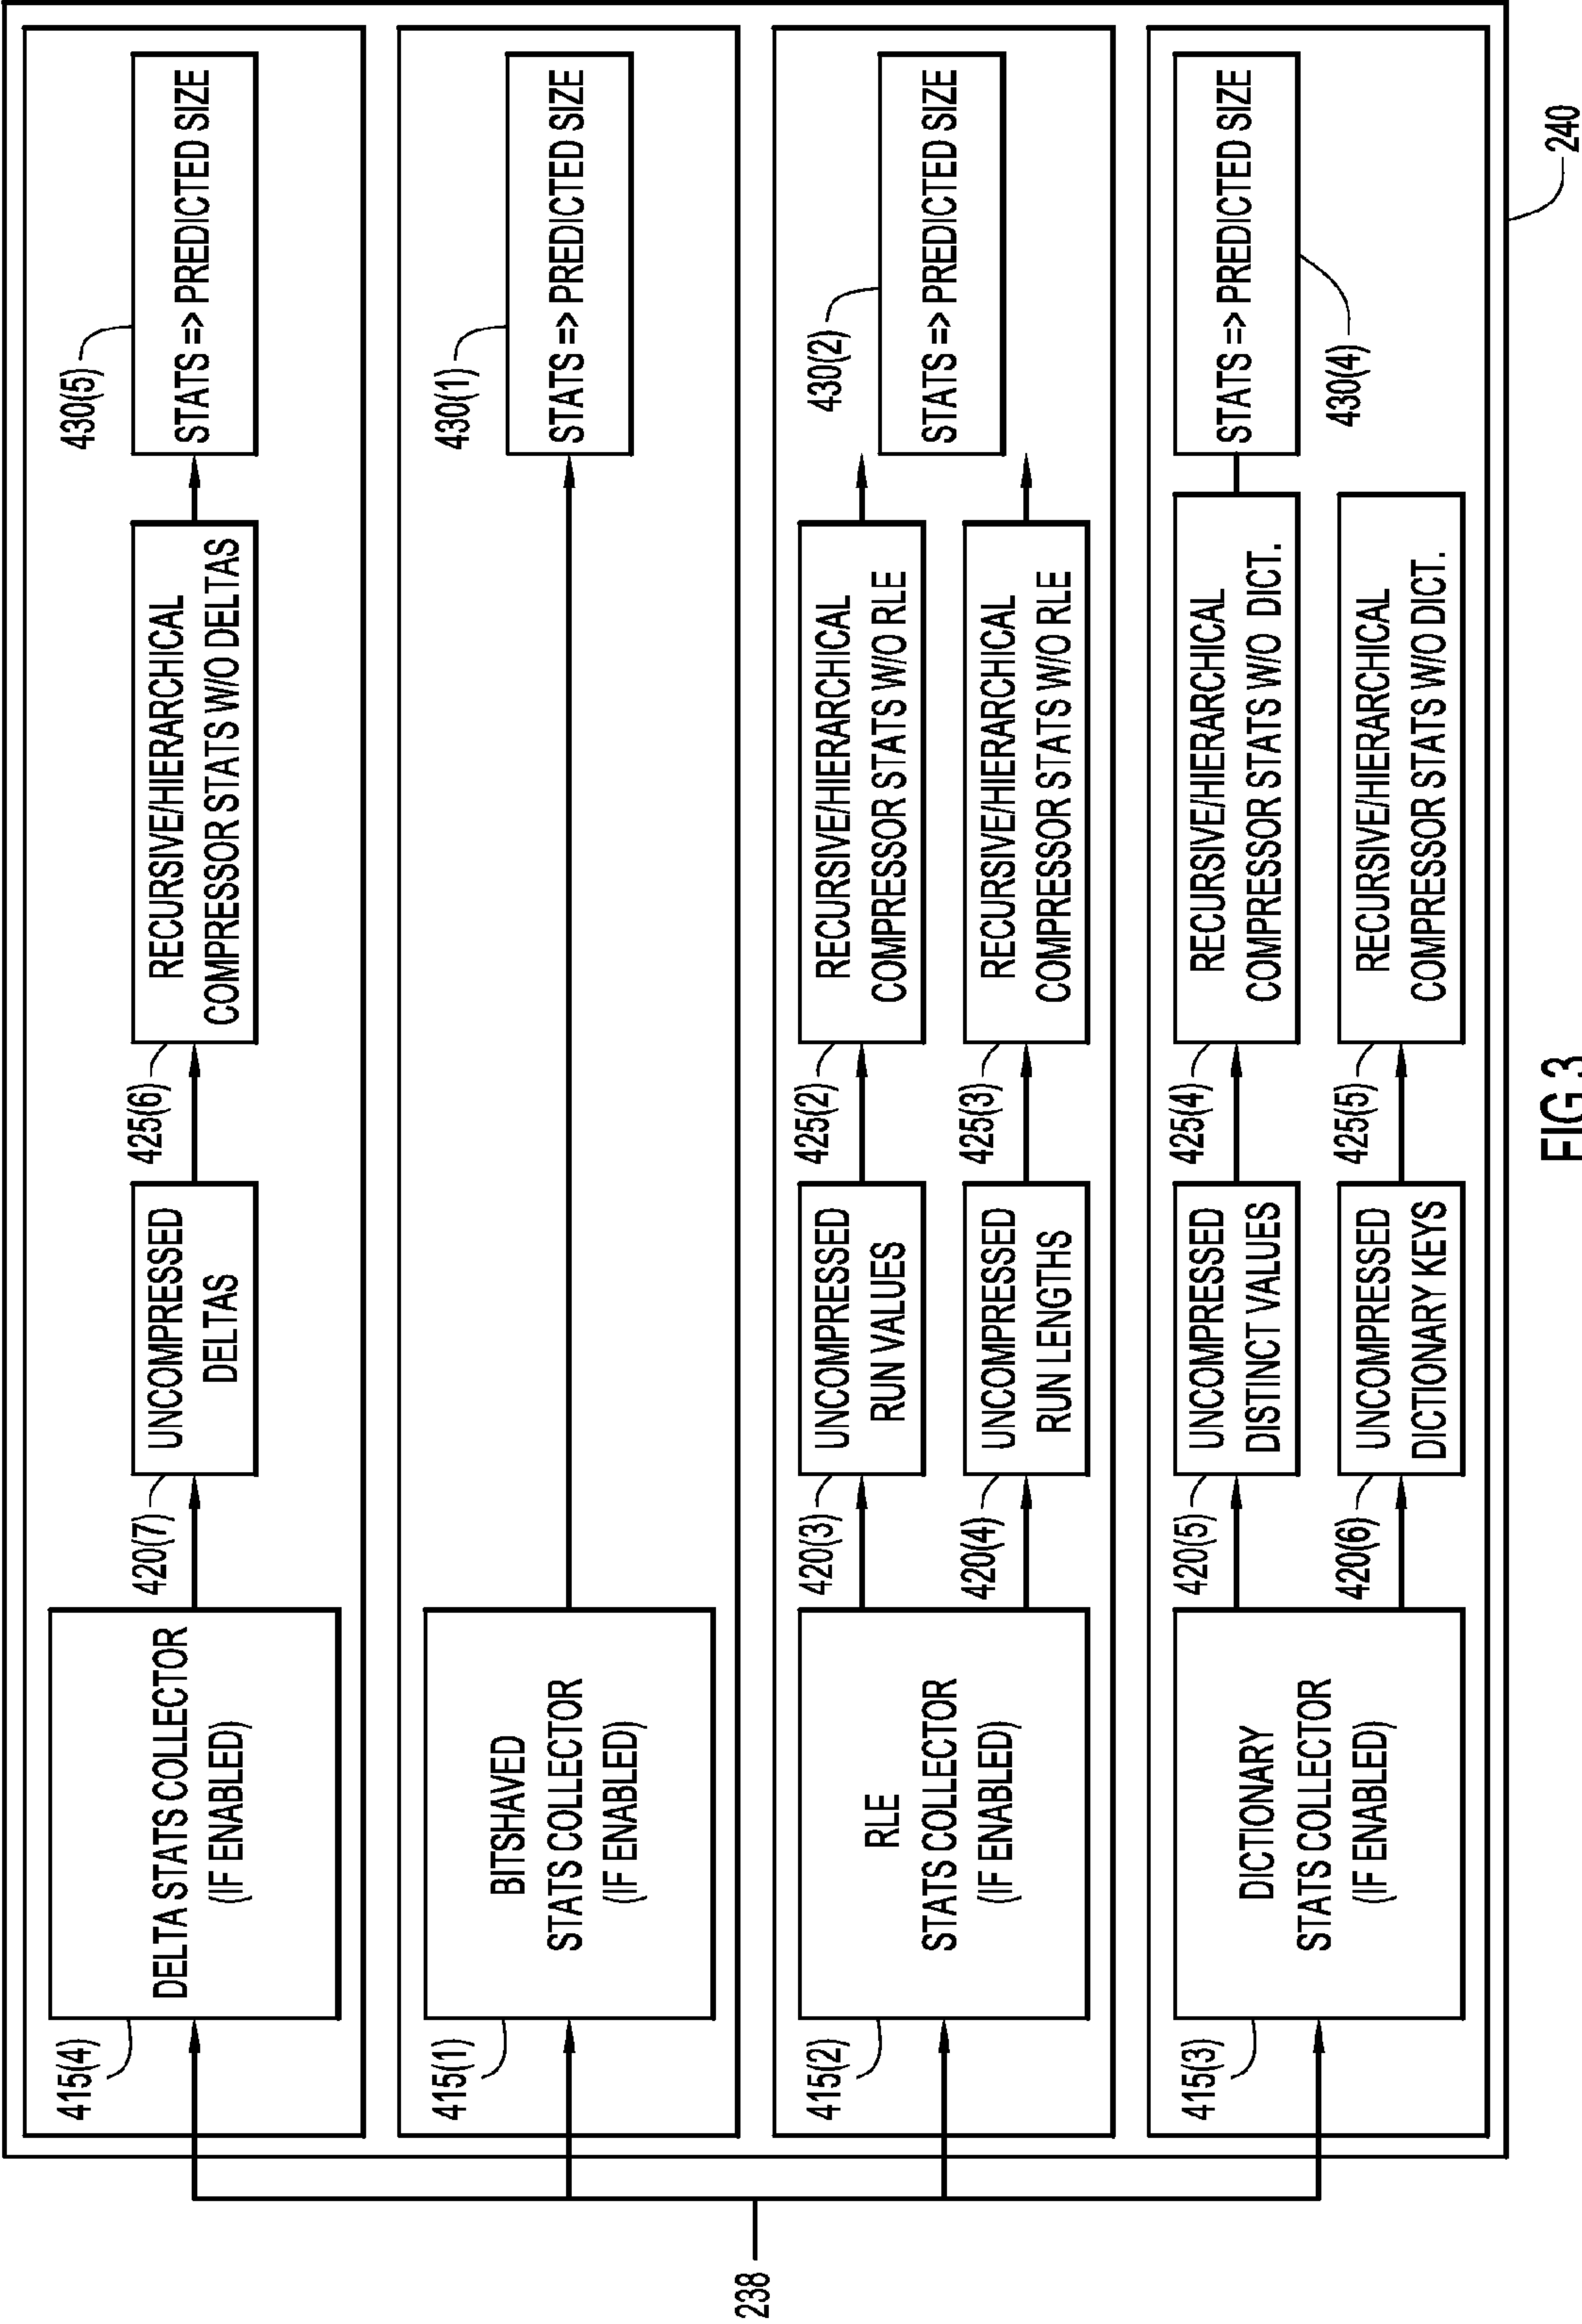 238
240
415(4)
DELTA STATS COLLECTOR
(IF ENABLED)
420(7)
UNCOMPRESSED
DELTAS
425(6)
RECURSIVE/HIERARCHICAL
COMPRESSOR STATS W/O DELTAS
430(5)
STATS => PREDICTED SIZE
415(1)
BITSHAVED
STATS COLLECTOR
(IF ENABLED)
430(1)
STATS => PREDICTED SIZE
415(2)
RLE
STATS COLLECTOR
(IF ENABLED)
420(3)
UNCOMPRESSED
RUN VALUES
425(2)
RECURSIVE/HIERARCHICAL
COMPRESSOR STATS W/O RLE
430(2)
STATS => PREDICTED SIZE
420(4)
UNCOMPRESSED
RUN LENGTHS
425(3)
RECURSIVE/HIERARCHICAL
COMPRESSOR STATS W/O RLE
415(3)
DICTIONARY
STATS COLLECTOR
(IF ENABLED)
420(5)
UNCOMPRESSED
DISTINCT VALUES
425(4)
RECURSIVE/HIERARCHICAL
COMPRESSOR STATS W/O DICT.
STATS => PREDICTED SIZE
430(4)
420(6)
UNCOMPRESSED
DICTIONARY KEYS
425(5)
RECURSIVE/HIERARCHICAL
COMPRESSOR STATS W/O DICT.
FIG.3